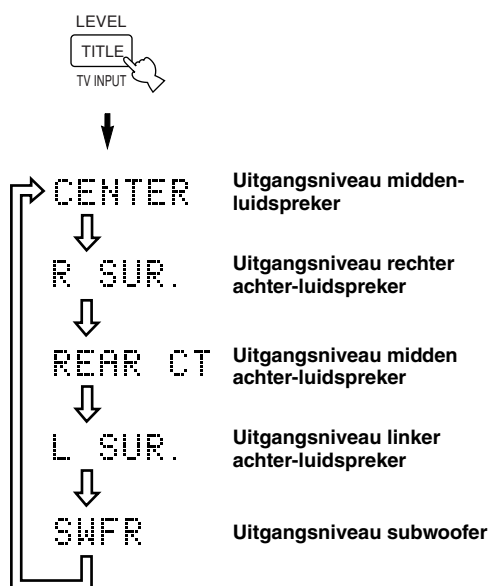 LEVEL
TITLE
TV INPUT
CENTER
Uitgangsniveau midden-
luidspreker
R SUR.
Uitgangsniveau rechter
achter-luidspreker
REAR CT
Uitgangsniveau midden
achter-luidspreker
L SUR.
Uitgangsniveau linker
achter-luidspreker
SWFR
Uitgangsniveau subwoofer